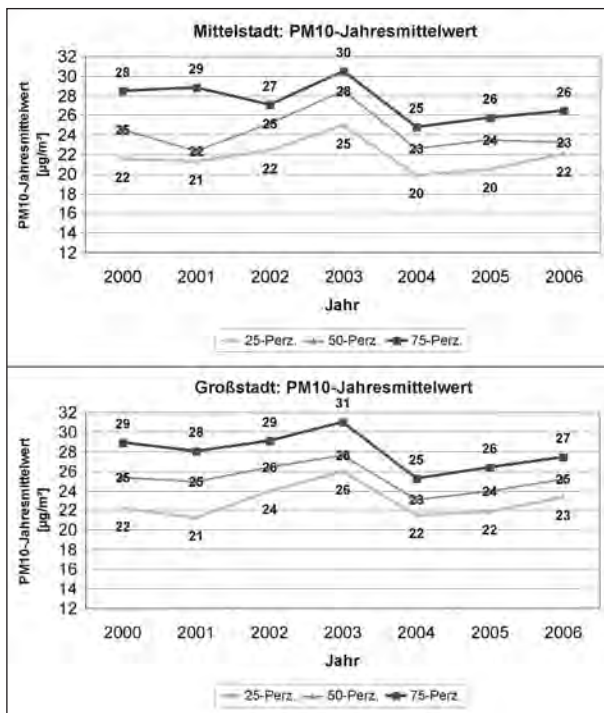 Mittelstadt: PM10-Jahresmittelwert
PM10-Jahresmittelwert
[µg/m³]
32
30
28
26
24
22
20
18
16
14
12
28 29 27 30 25 26 26
25 22 25 28 23 24 23
22 21 22 25 20 20 22
2000 2001 2002 2003 2004 2005 2006
Jahr
25-Perz. 50-Perz. 75-Perz.
Großstadt: PM10-Jahresmittelwert
PM10-Jahresmittelwert
[µg/m³]
32
30
28
26
24
22
20
18
16
14
12
29 28 29 31 25 26 27
25 25 26 28 23 24 25
22 21 24 26 22 22 23
2000 2001 2002 2003 2004 2005 2006
Jahr
25-Perz. 50-Perz. 75-Perz.